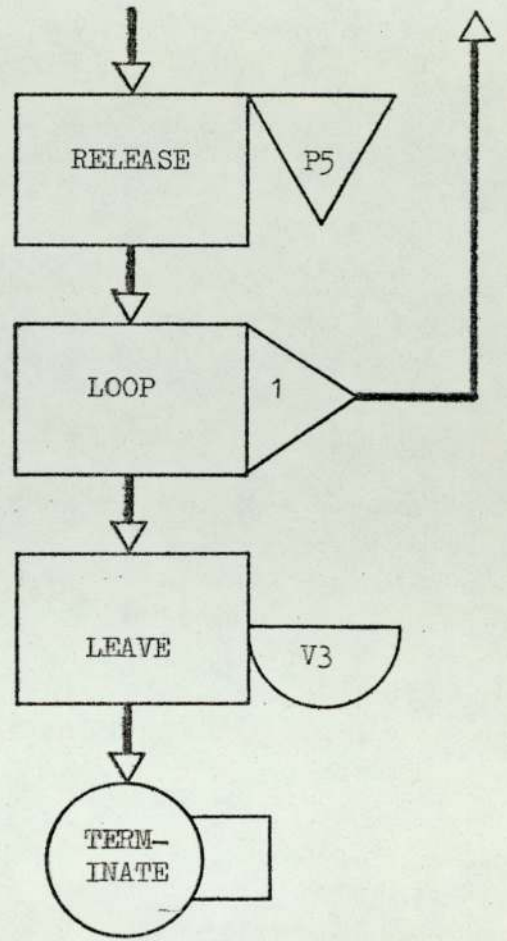 RELEASE
P5
LOOP
1
LEAVE
V3
TERM-
INATE